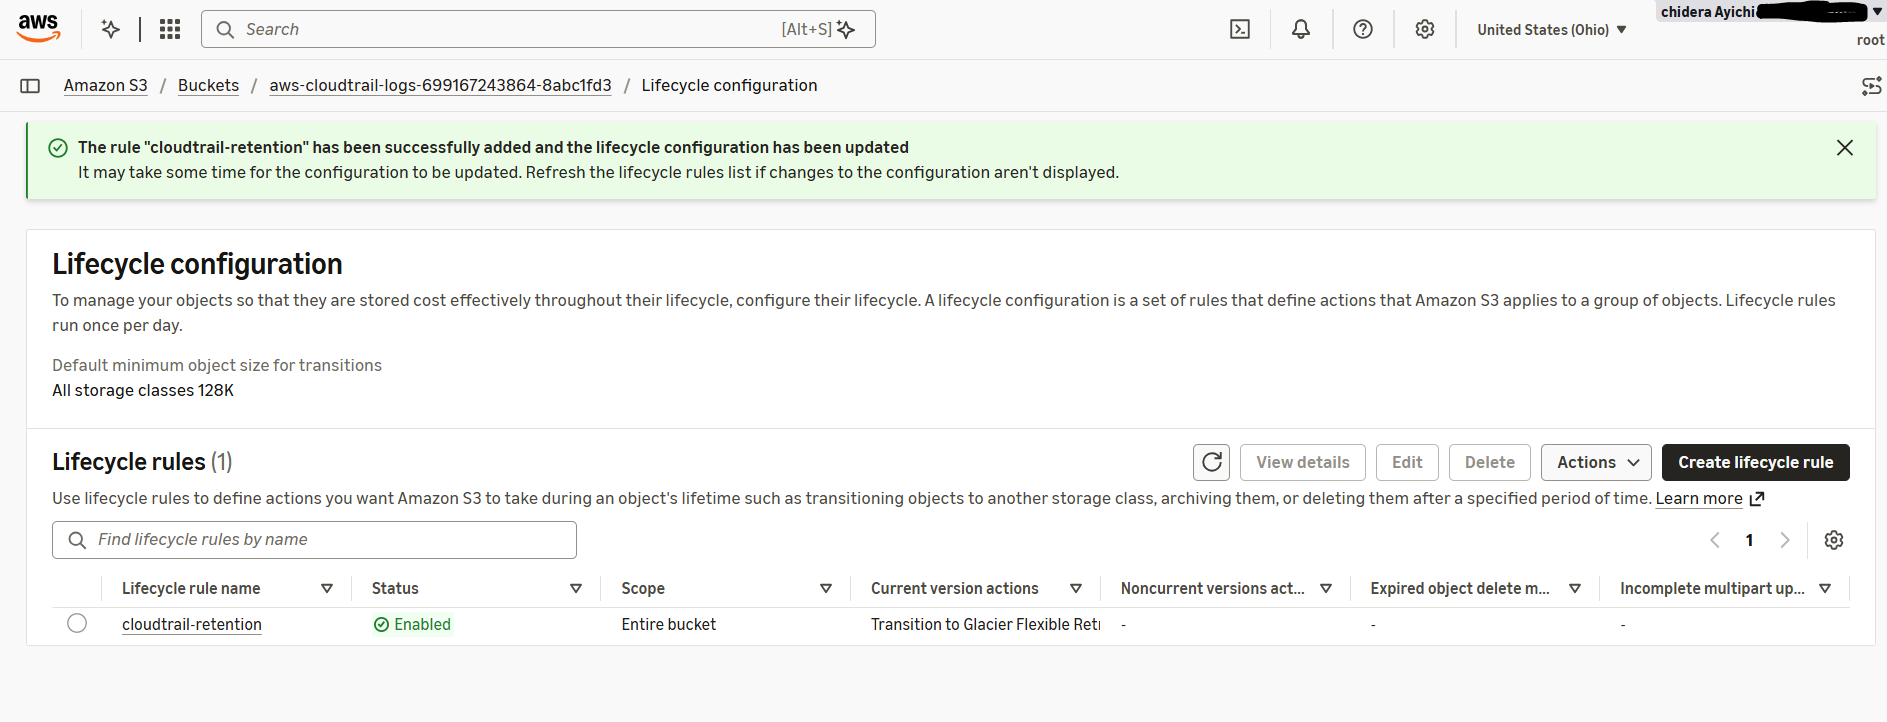 aws
Search [Alt+S]
United States (Ohio)
chidera Ayichi
root
Amazon S3 / Buckets / aws-cloudtrail-logs-699167243864-8abc1fd3 / Lifecycle configuration
The rule "cloudtrail-retention" has been successfully added and the lifecycle configuration has been updated
It may take some time for the configuration to be updated. Refresh the lifecycle rules list if changes to the configuration aren't displayed.
Lifecycle configuration
To manage your objects so that they are stored cost effectively throughout their lifecycle, configure their lifecycle. A lifecycle configuration is a set of rules that define actions that Amazon S3 applies to a group of objects. Lifecycle rules
run once per day.
Default minimum object size for transitions
All storage classes 128K
Lifecycle rules (1)
View details Edit Delete Actions Create lifecycle rule
Use lifecycle rules to define actions you want Amazon S3 to take during an object's lifetime such as transitioning objects to another storage class, archiving them, or deleting them after a specified period of time. Learn more
Find lifecycle rules by name
1
Lifecycle rule name Status Scope Current version actions Noncurrent versions act... Expired object delete m... Incomplete multipart up...
cloudtrail-retention Enabled Entire bucket Transition to Glacier Flexible Ret - - -